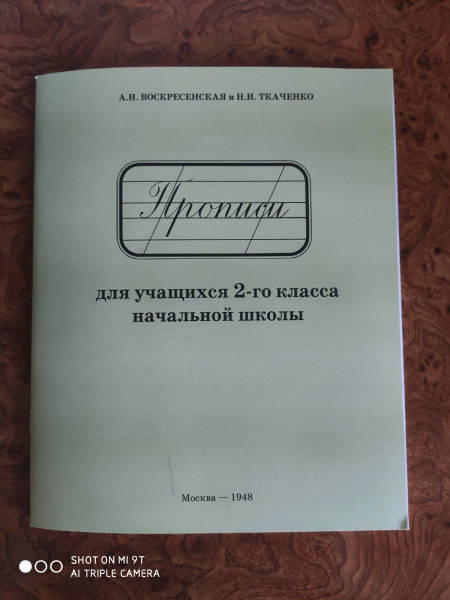 А.И. ВОСКРЕСЕНСКАЯ и Н.И. ТКАЧЕНКО
Прописи
для учащихся 2-го класса
начальной школы
Москва — 1948
SHOT ON MI 9T
AI TRIPLE CAMERA